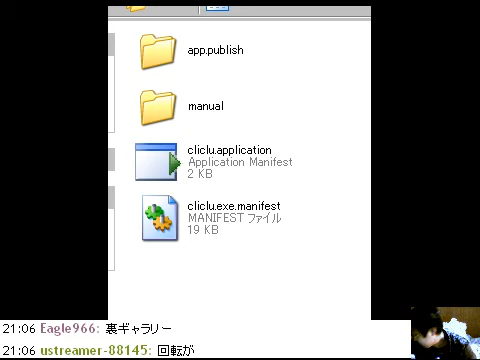 app.publish
manual
cliclu.application
Application Manifest
2 KB
cliclu.exe.manifest
MANIFEST ファイル
19 KB
21:06 Eagle966: 裏ギャラリー
21:06 ustreamer-88145: 回転が